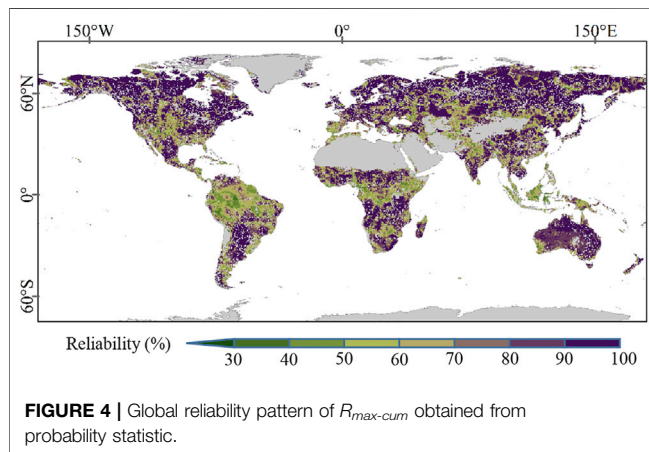 150°W 0° 150°E
60°N
0°
60°S
Reliability (%)
30 40 50 60 70 80 90 100
FIGURE 4 | Global reliability pattern of Rmax-cum obtained from
probability statistic.